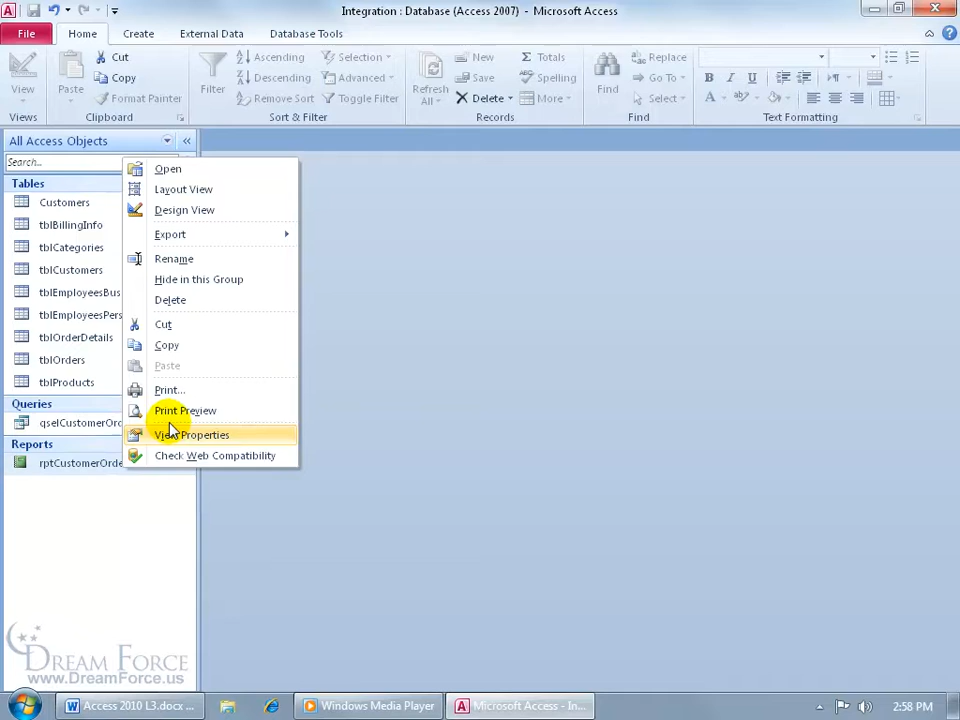 Integration : Database (Access 2007) - Microsoft Access
File Home Create External Data Database Tools
View
Views
Paste
Cut
Copy
Format Painter
Clipboard
Filter
Ascending
Descending
Remove Sort
Selection
Advanced
Toggle Filter
Sort & Filter
Refresh
All
New
Save
Delete
Totals
Spelling
More
Records
Find
Replace
Go To
Select
Find
B I U
A
Text Formatting
All Access Objects
Search...
Tables
Customers
tblBillingInfo
tblCategories
tblCustomers
tblEmployeesBus
tblEmployeesPers
tblOrderDetails
tblOrders
tblProducts
Queries
qselCustomerOrd
Reports
rptCustomerOrde
Open
Layout View
Design View
Export
Rename
Hide in this Group
Delete
Cut
Copy
Paste
Print...
Print Preview
View Properties
Check Web Compatibility
DREAM FORCE
www.DreamForce.us
Access 2010 L3.docx ...
Windows Media Player
Microsoft Access - In...
2:58 PM